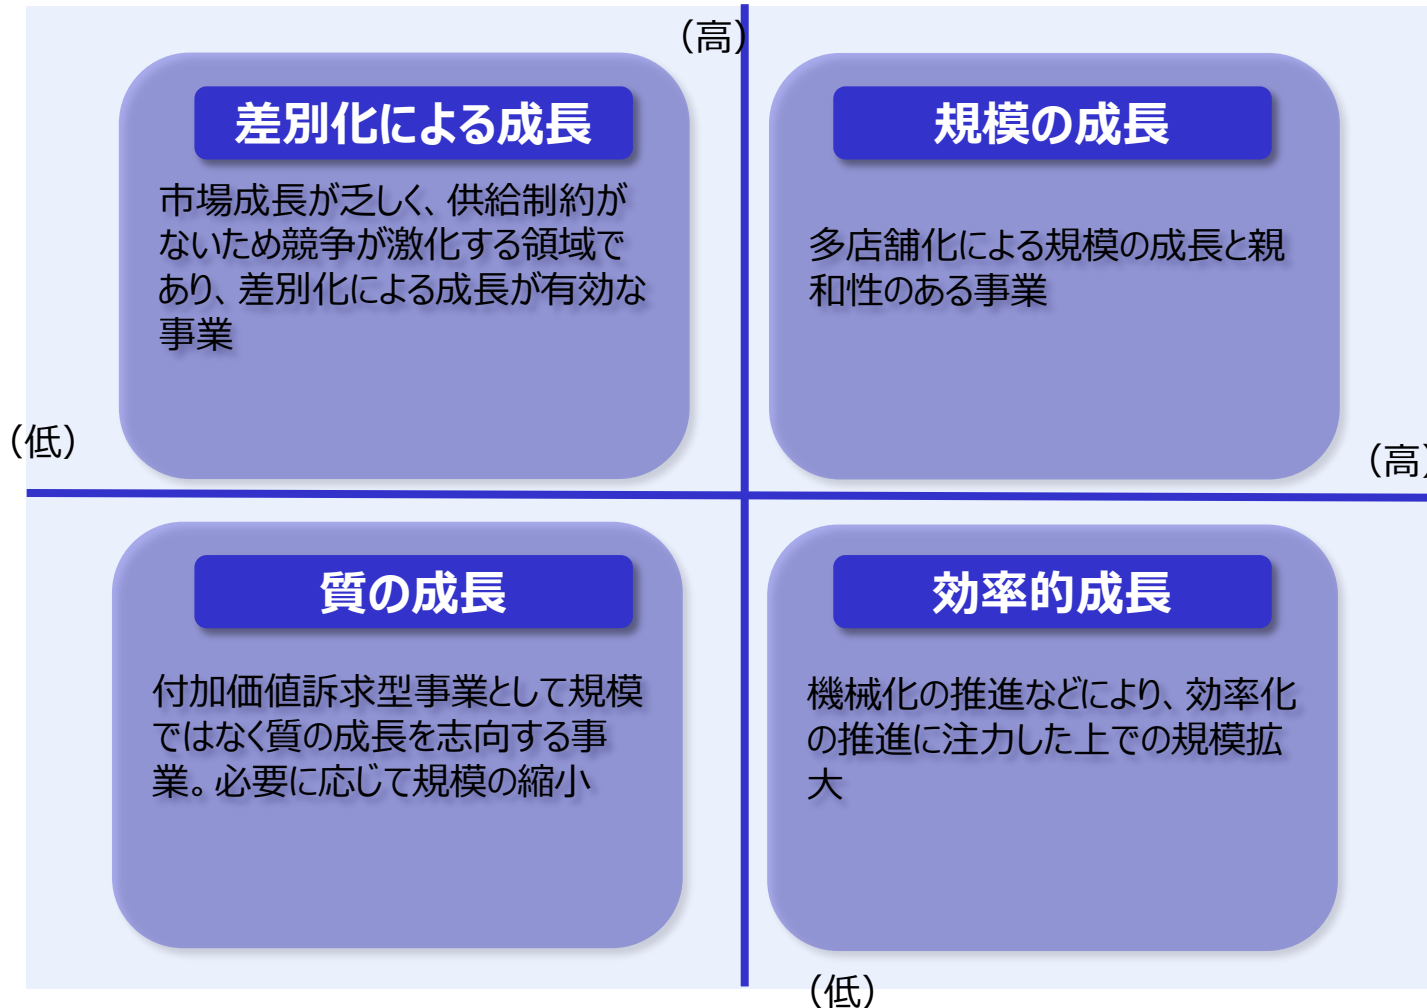 （高）
差別化による成長
市場成長が乏しく、供給制約が
ないため競争が激化する領域で
あり、差別化による成長が有効な
事業
規模の成長
多店舗化による規模の成長と親
和性のある事業
（低）
（高）
質の成長
付加価値訴求型事業として規模
ではなく質の成長を志向する事
業。必要に応じて規模の縮小
効率的成長
機械化の推進などにより、効率化
の推進に注力した上での規模拡
大
（低）